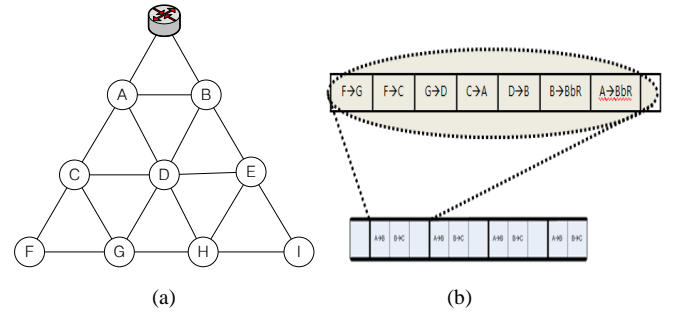 A
B
C
D
E
F
G
H
I
F→G F→C G→D C→A D→B B→BbR A→BbR
A→B B→C A→B B→C A→B B→C A→B B→C
(a)
(b)